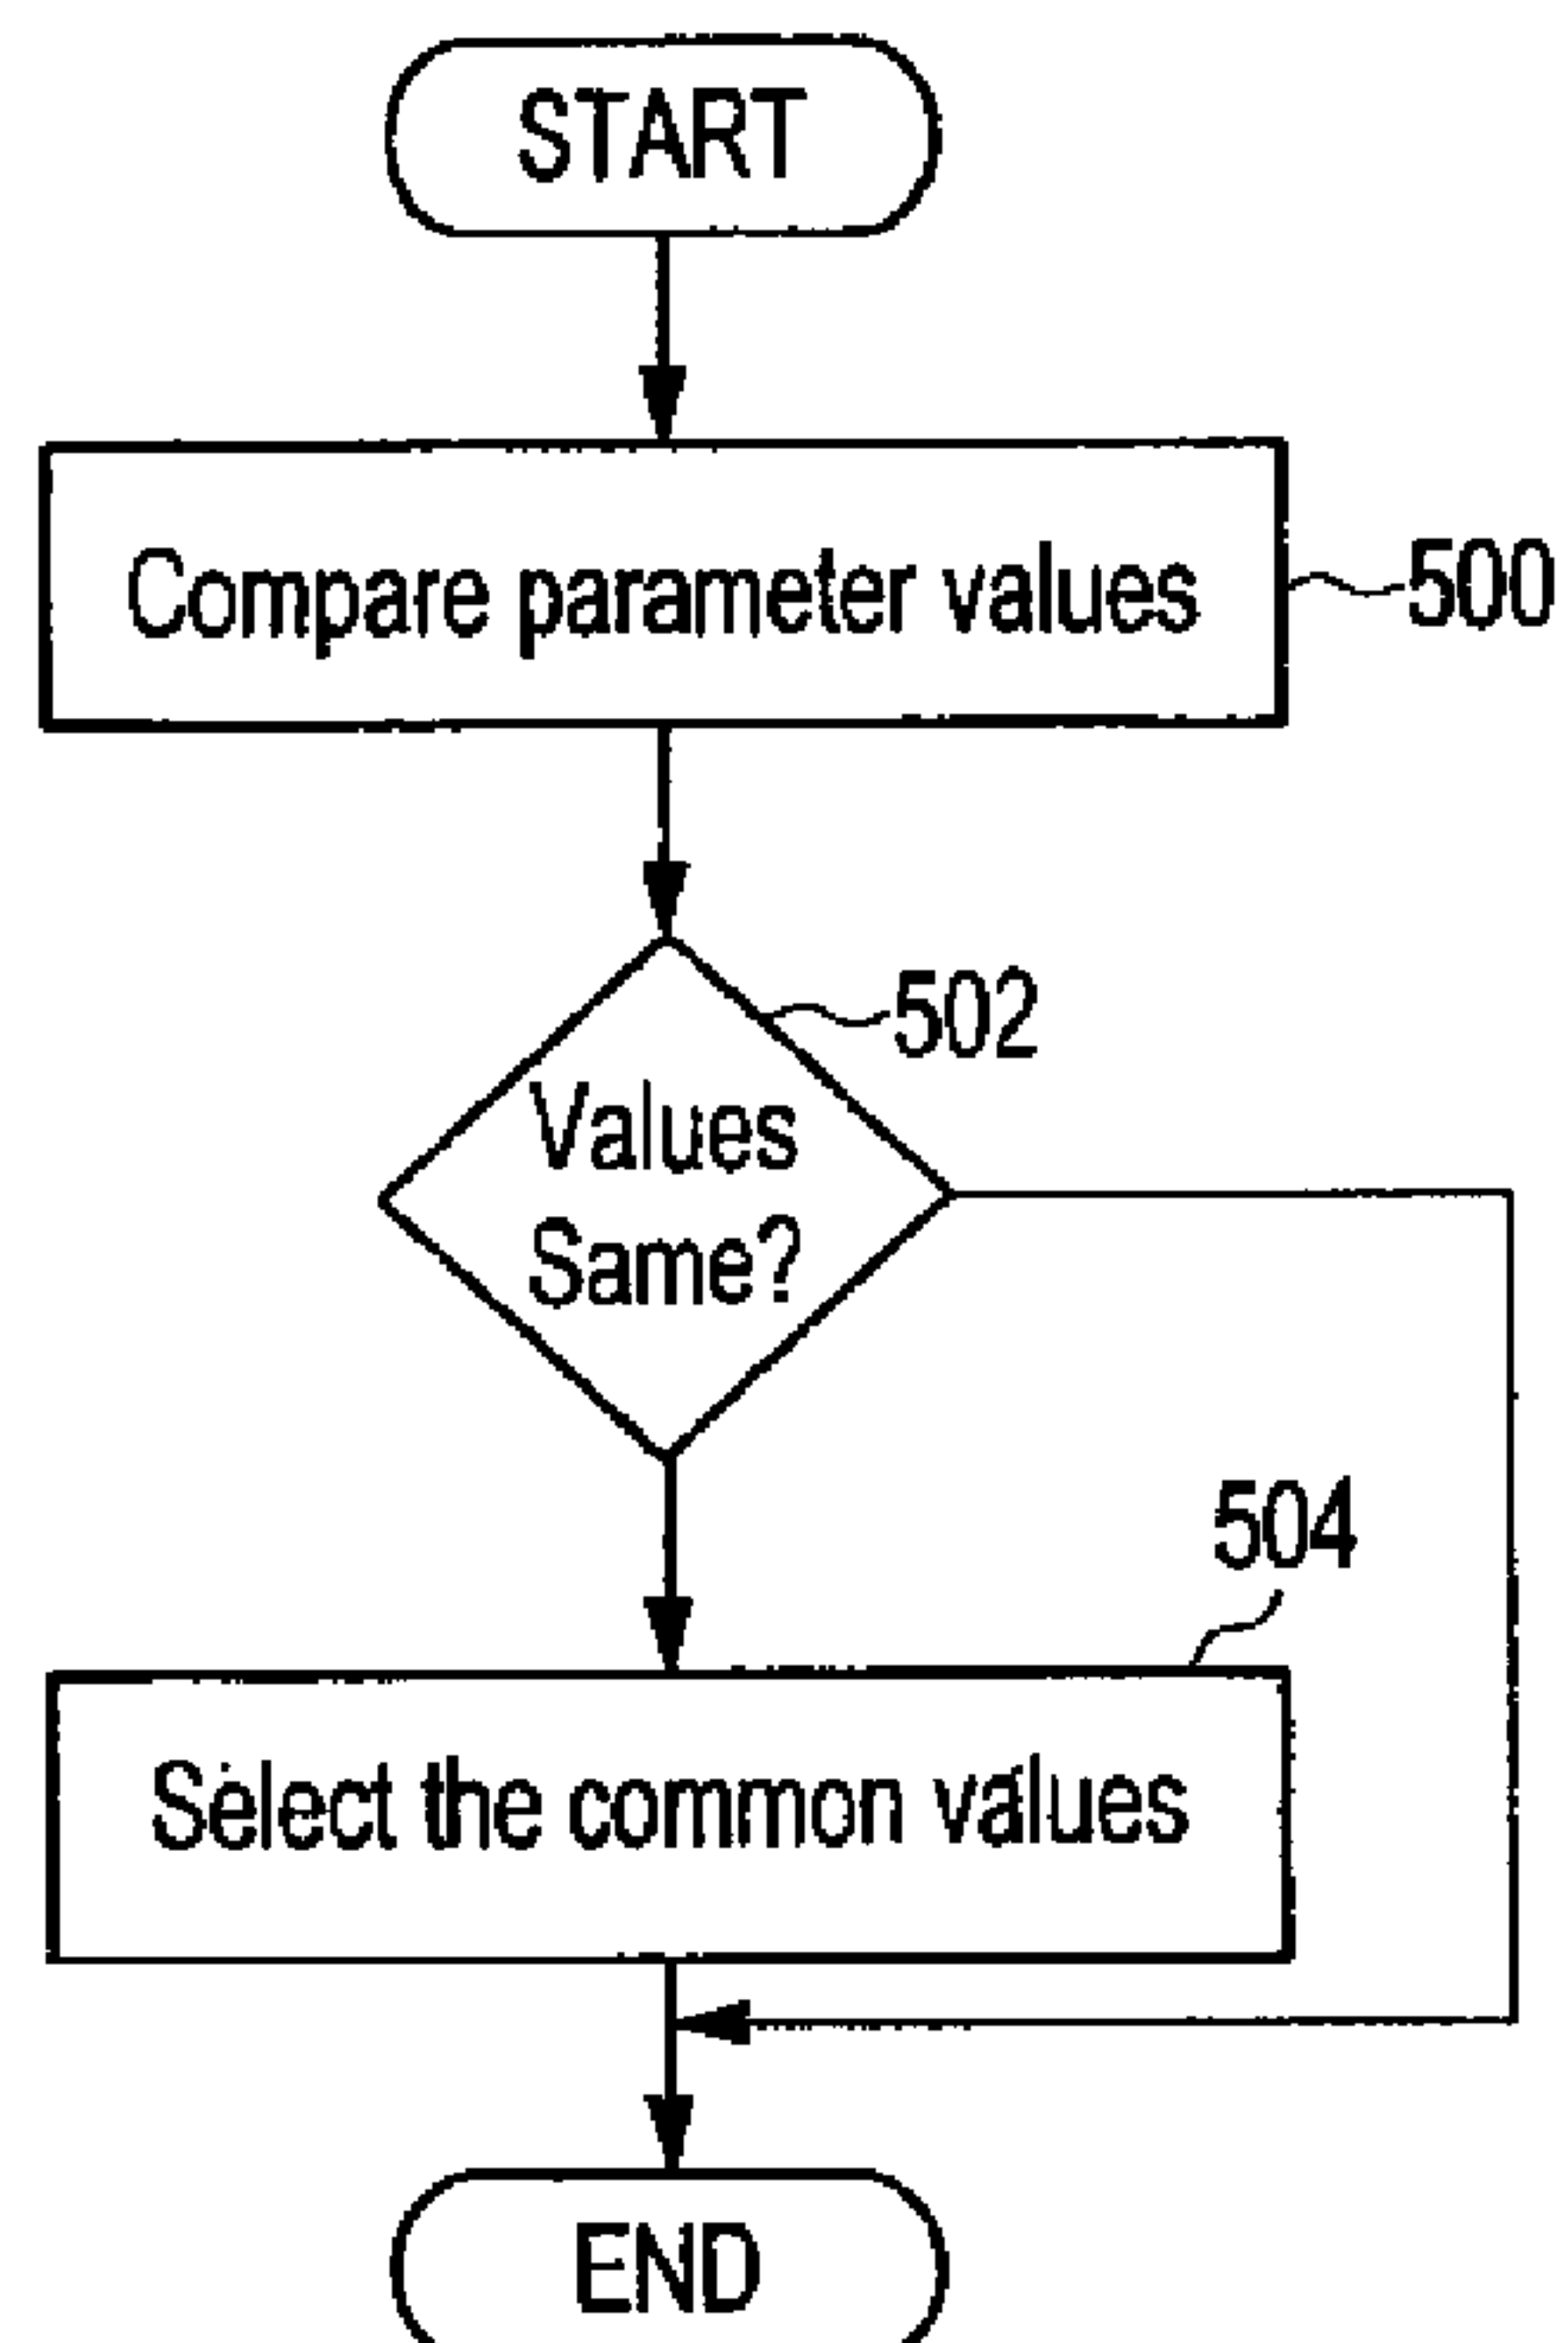 START
Compare parameter values
500
502
Values
Same?
504
Select the common values
END